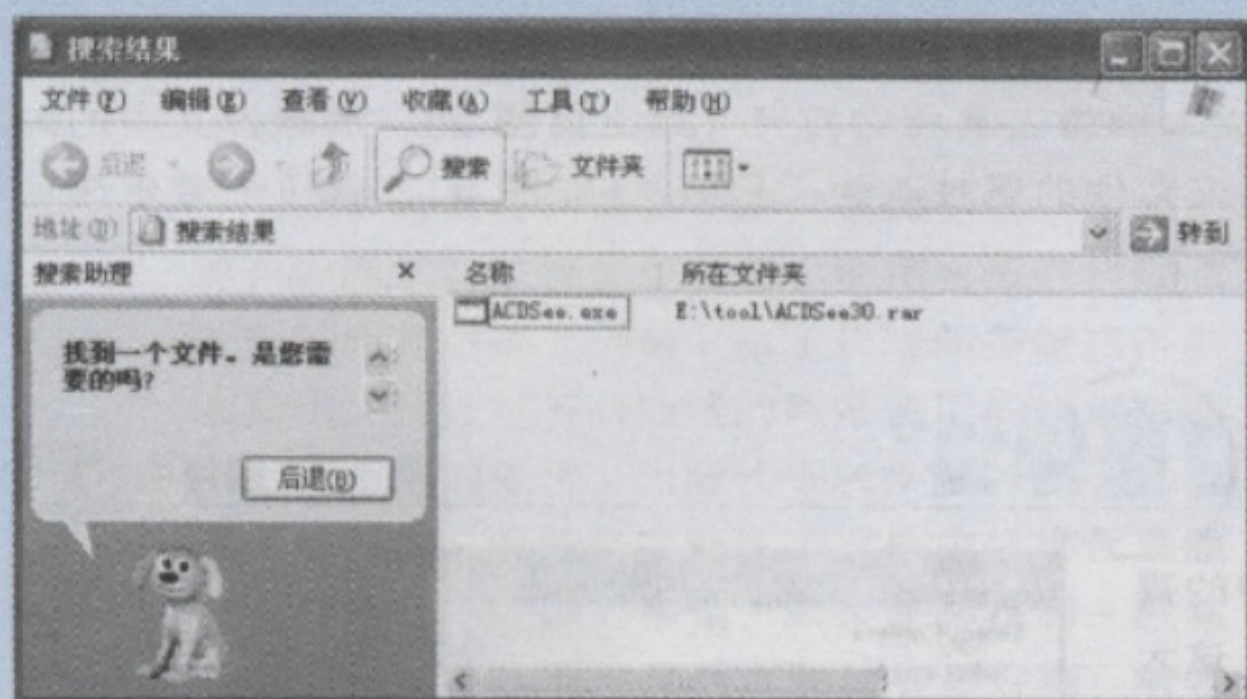 搜索结果
文件(F) 编辑(E) 查看(V) 收藏(A) 工具(T) 帮助(H)
后退 搜索 文件夹
地址(D) 搜索结果 转到
搜索助理 × 名称 所在文件夹
ACDSee.exe E:\tool\ACDSee30.rar
找到一个文件。是您需
要的吗?
后退(B)